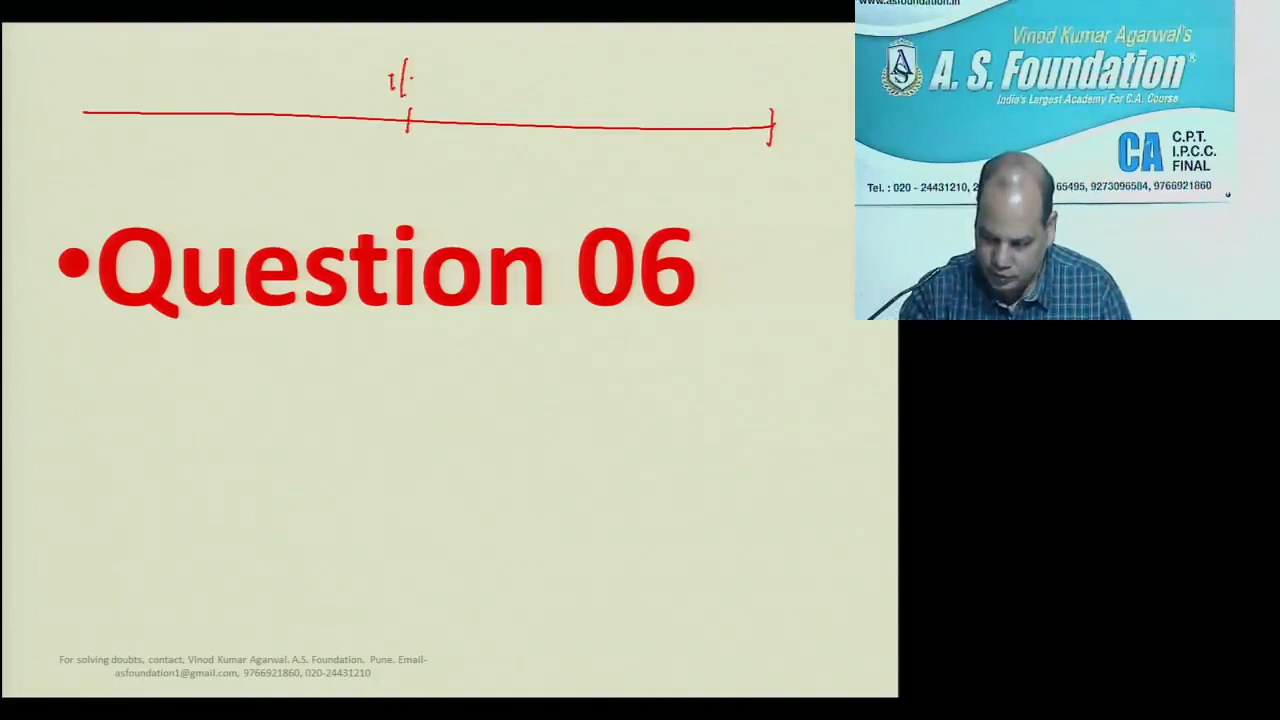 www.asfoundation.in
Vinod Kumar Agarwal's
A. S. Foundation®
India's Largest Academy For C.A. Course
CA
C.P.T.
I.P.C.C.
FINAL
Tel. : 020 - 24431210, 2 65495, 9273096584, 9766921860
•Question 06
For solving doubts, contact, Vinod Kumar Agarwal. A.S. Foundation. Pune. Email-
asfoundation1@gmail.com, 9766921860, 020-24431210